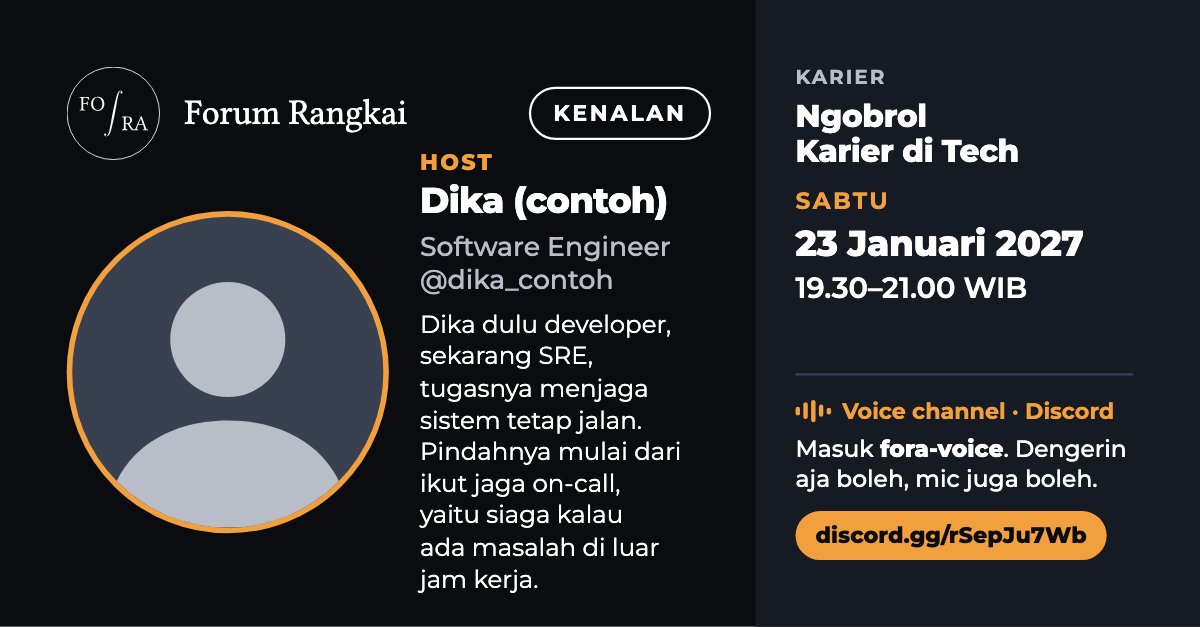 FO
RA
Forum Rangkai
KENALAN
HOST
Dika (contoh)
Software Engineer
@dika_contoh
Dika dulu developer,
sekarang SRE,
tugasnya menjaga
sistem tetap jalan.
Pindahnya mulai dari
ikut jaga on-call,
yaitu siaga kalau
ada masalah di luar
jam kerja.
KARIER
Ngobrol
Karier di Tech
SABTU
23 Januari 2027
19.30–21.00 WIB
Voice channel · Discord
Masuk fora-voice. Dengerin
aja boleh, mic juga boleh.
discord.gg/rSepJu7Wb